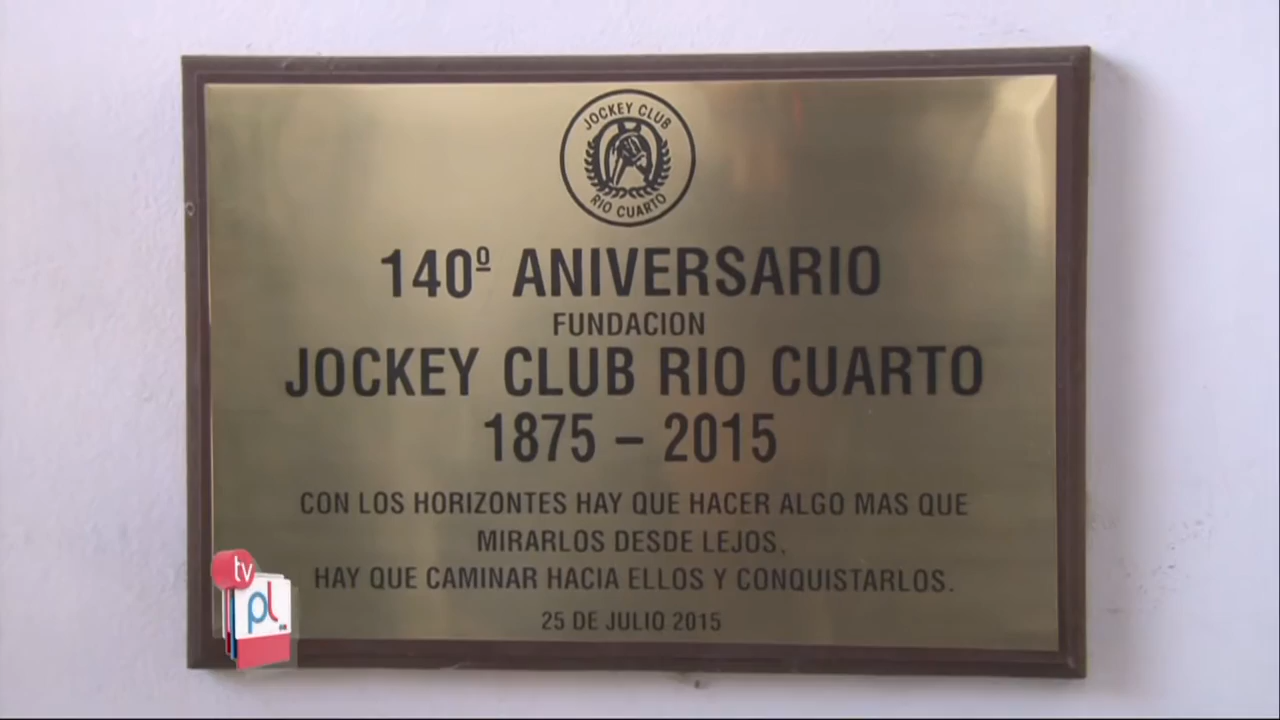 JOCKEY CLUB
RIO CUARTO
140º ANIVERSARIO
FUNDACION
JOCKEY CLUB RIO CUARTO
1875 – 2015
CON LOS HORIZONTES HAY QUE HACER ALGO MAS QUE
MIRARLOS DESDE LEJOS.
HAY QUE CAMINAR HACIA ELLOS Y CONQUISTARLOS.
25 DE JULIO 2015
tv
pl